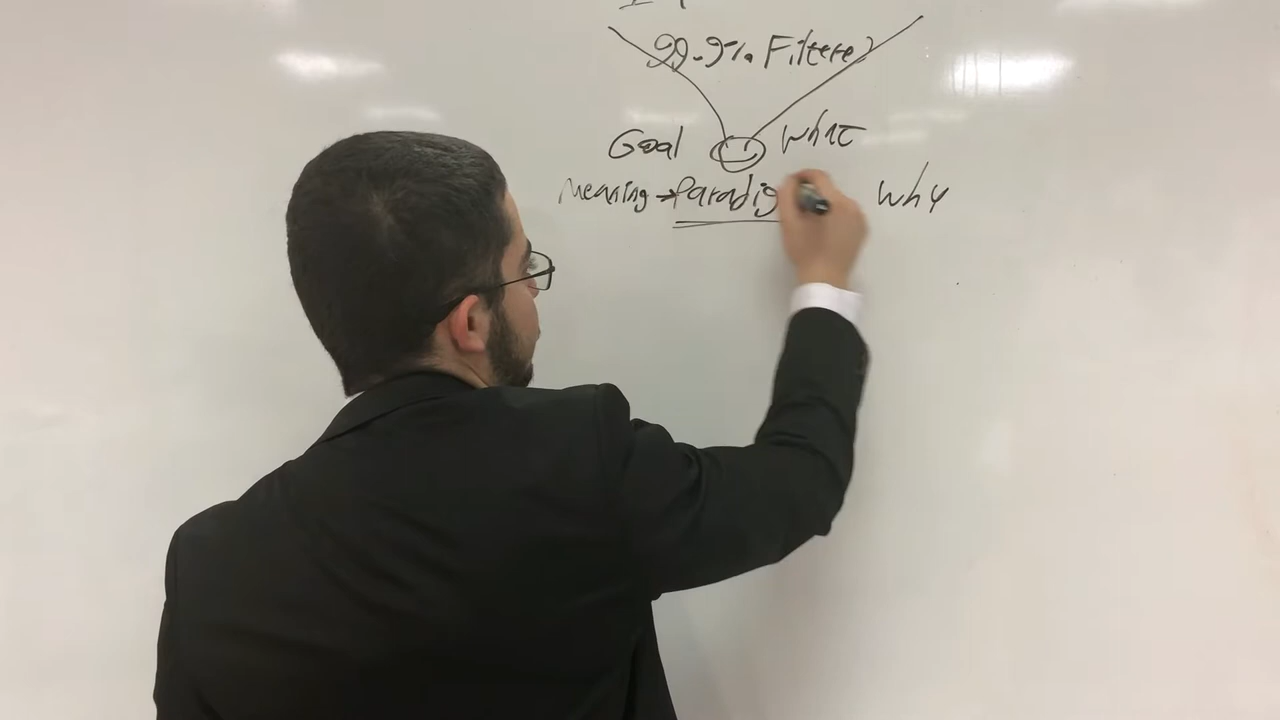 99.9% Filtered
Goal What
Meaning → Paradig Why